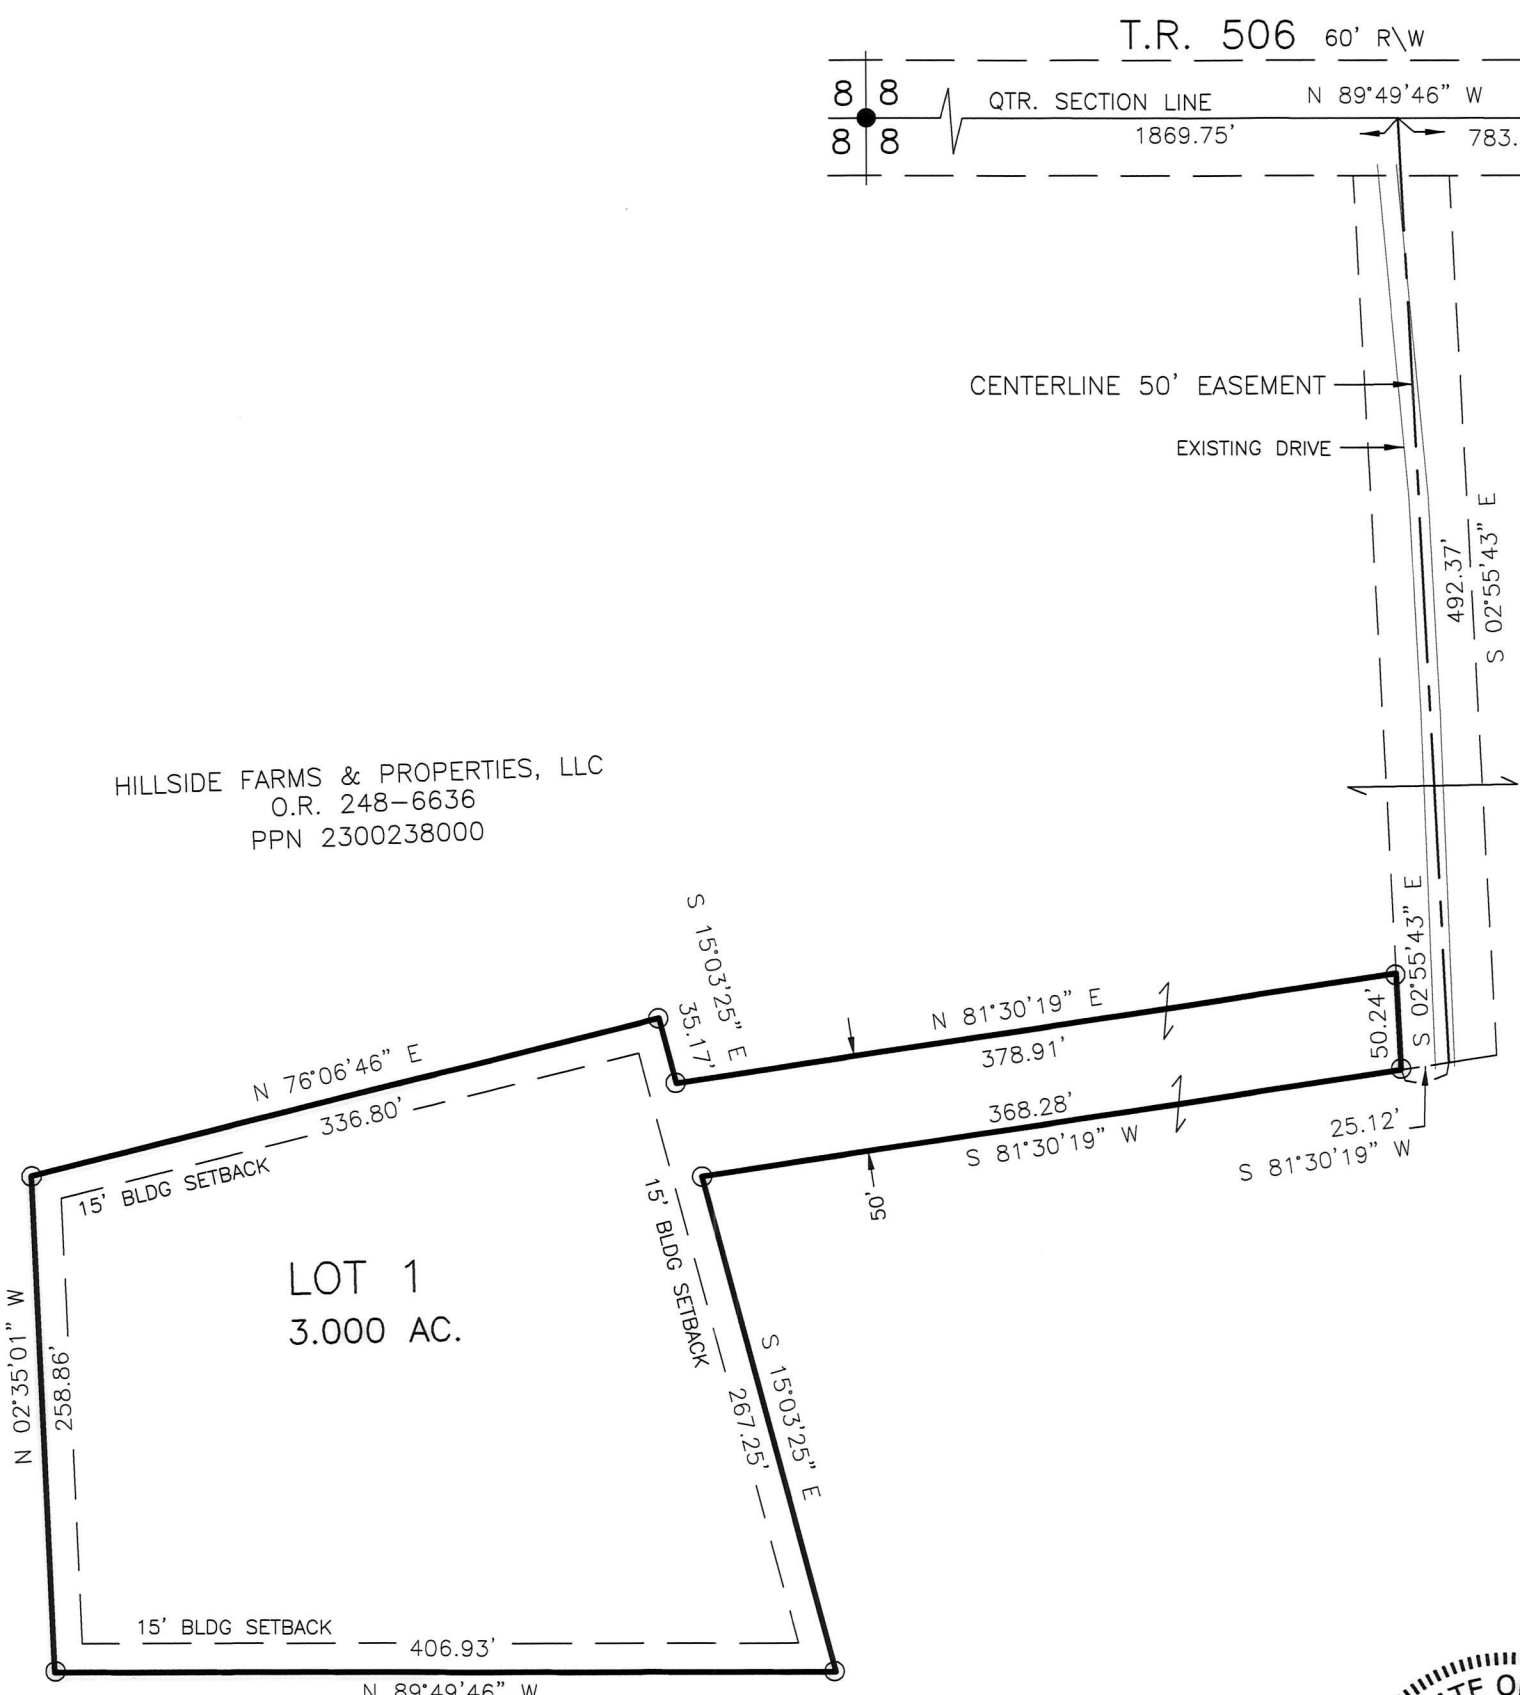 T.R. 506 60' R\W
8 8
8 8
QTR. SECTION LINE
N 89°49'46" W
1869.75'
783.
CENTERLINE 50' EASEMENT
EXISTING DRIVE
492.37'
S 02°55'43" E
HILLSIDE FARMS & PROPERTIES, LLC
O.R. 248-6636
PPN 2300238000
S 15°03'25" E
35.17'
N 81°30'19" E
378.91'
50.24'
S 02°55'43" E
N 76°06'46" E
336.80'
15' BLDG SETBACK
368.28'
S 81°30'19" W
50'
25.12'
S 81°30'19" W
LOT 1
3.000 AC.
15' BLDG SETBACK
N 02°35'01" W
258.86'
S 15°03'25" E
267.25'
15' BLDG SETBACK
406.93'
N 89°49'46" W